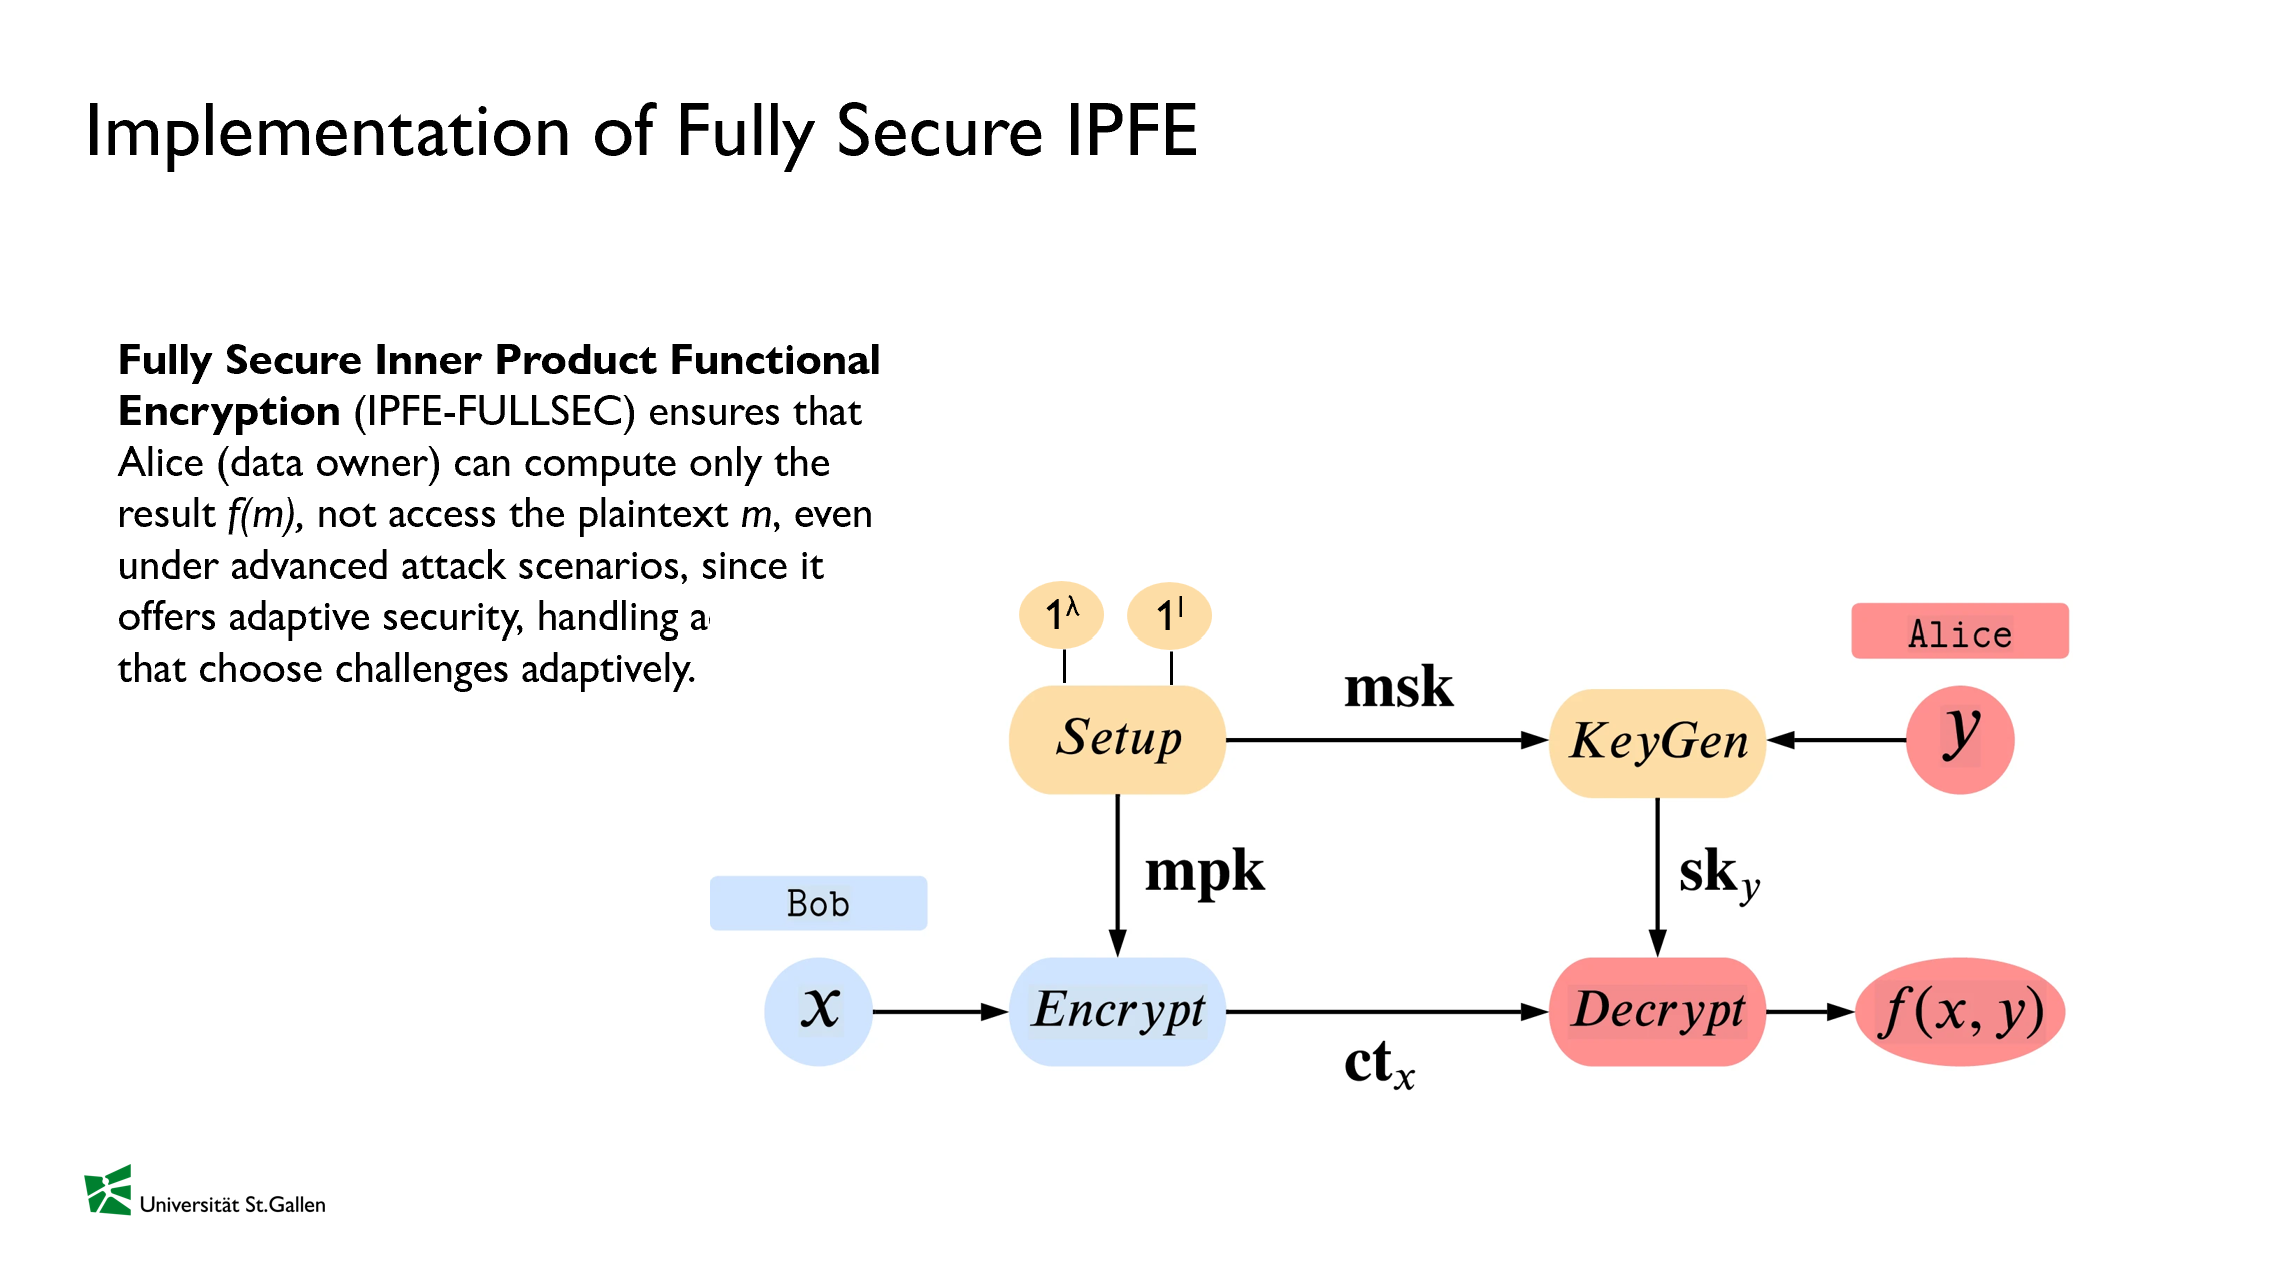 Implementation of Fully Secure IPFE
Fully Secure Inner Product Functional
Encryption (IPFE-FULLSEC) ensures that
Alice (data owner) can compute only the
result f(m), not access the plaintext m, even
under advanced attack scenarios, since it
offers adaptive security, handling
that choose challenges adaptively.
1^λ 1^l
Alice
Setup
msk
KeyGen
y
mpk
sk_y
Bob
x
Encrypt
ct_x
Decrypt
f(x, y)
Universität St.Gallen